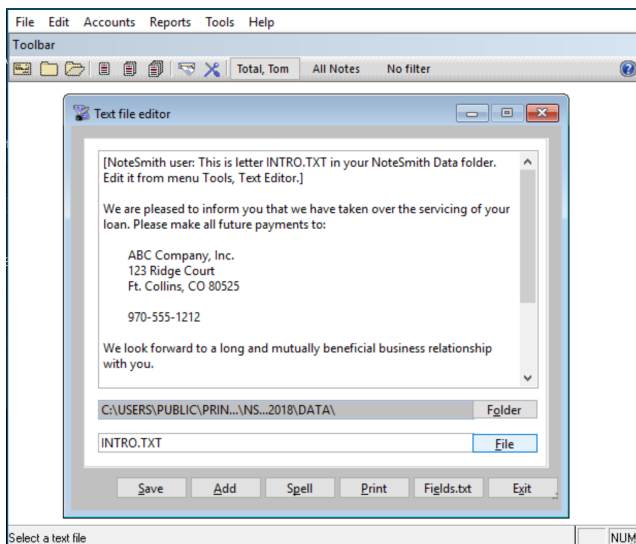 File Edit Accounts Reports Tools Help
Toolbar
Total, Tom All Notes No filter
Text file editor
[NoteSmith user: This is letter INTRO.TXT in your NoteSmith Data folder.
Edit it from menu Tools, Text Editor.]
We are pleased to inform you that we have taken over the servicing of your
loan. Please make all future payments to:
ABC Company, Inc.
123 Ridge Court
Ft. Collins, CO 80525
970-555-1212
We look forward to a long and mutually beneficial business relationship
with you.
C:\USERS\PUBLIC\PRIN...\NS...2018\DATA\ Folder
INTRO.TXT File
Save Add Spell Print Fields.txt Exit
Select a text file NUM